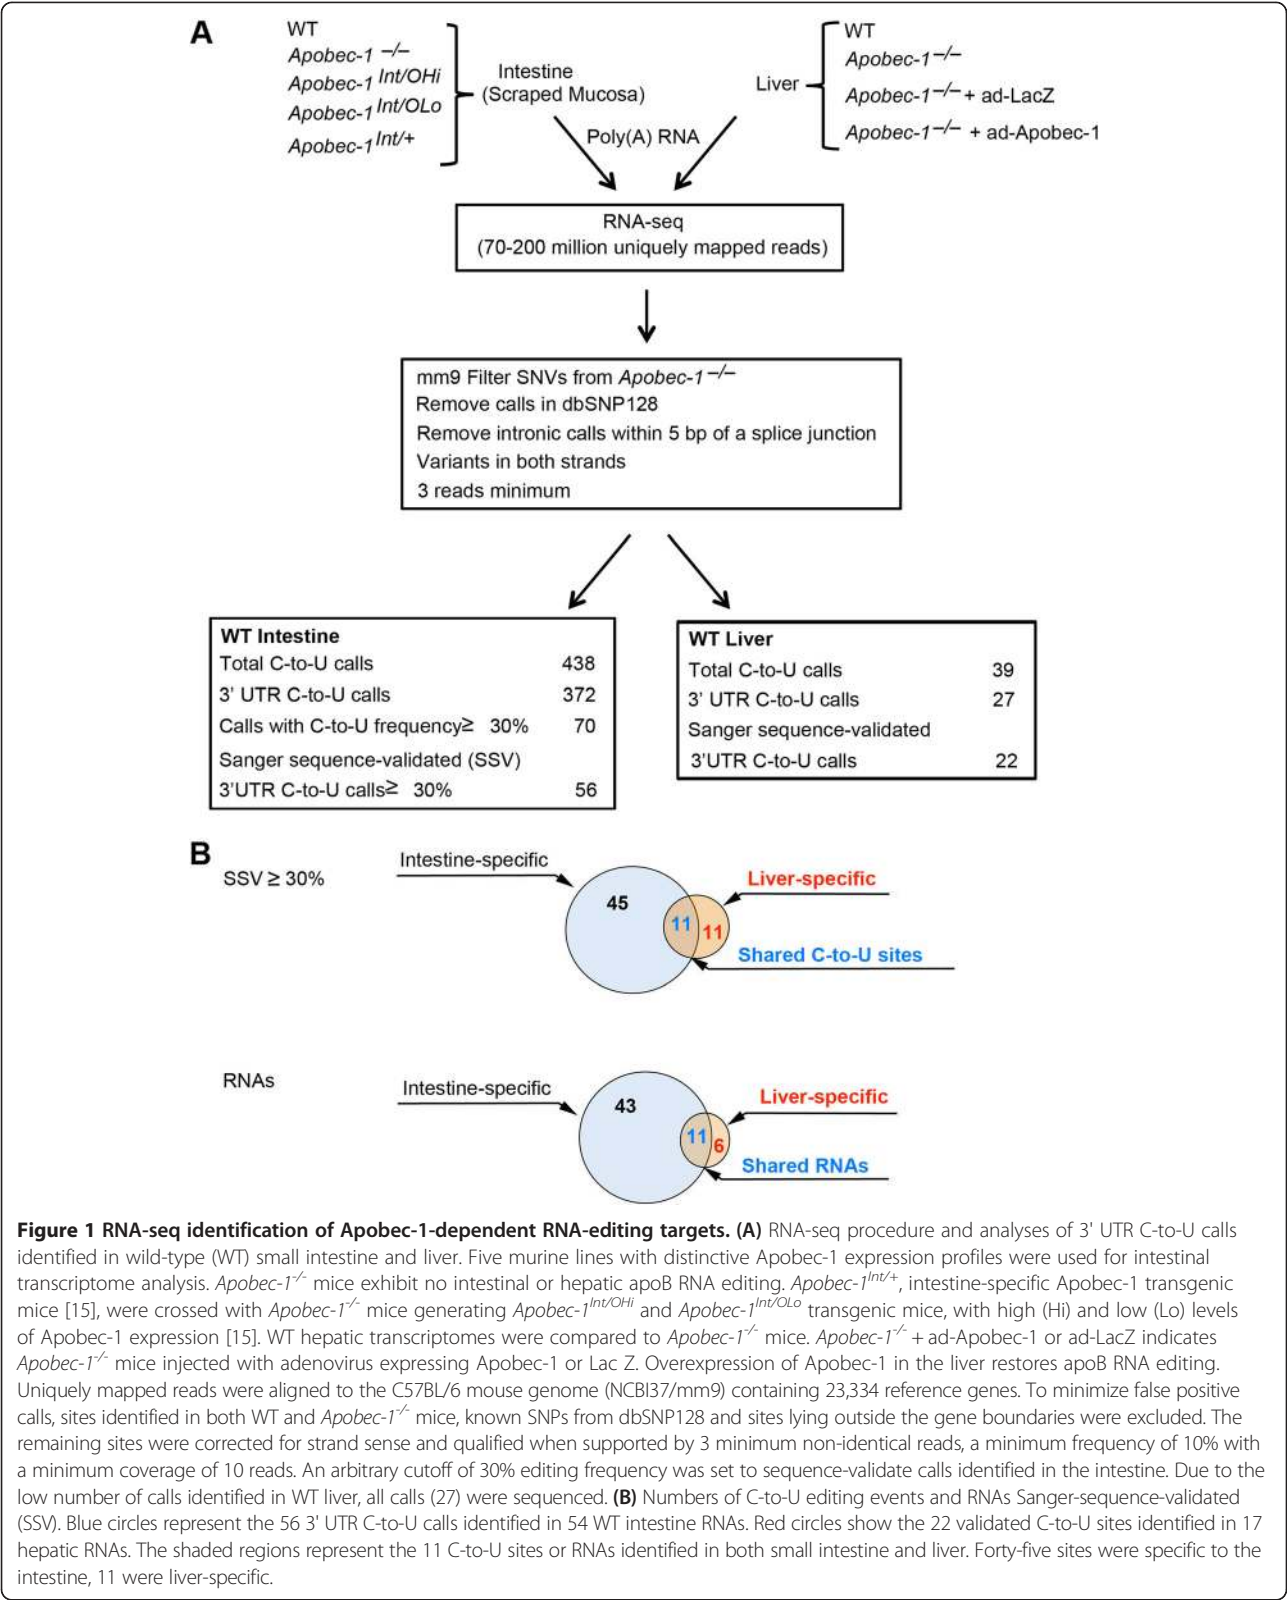 A
WT
Apobec-1 –/–
Apobec-1 Int/OHi
Apobec-1 Int/OLo
Apobec-1 Int/+
Intestine
(Scraped Mucosa)
Liver
WT
Apobec-1–/–
Apobec-1–/– + ad-LacZ
Apobec-1–/– + ad-Apobec-1
Poly(A) RNA
RNA-seq
(70-200 million uniquely mapped reads)
mm9 Filter SNVs from Apobec-1 –/–
Remove calls in dbSNP128
Remove intronic calls within 5 bp of a splice junction
Variants in both strands
3 reads minimum
WT Intestine
Total C-to-U calls 438
3' UTR C-to-U calls 372
Calls with C-to-U frequency≥ 30% 70
Sanger sequence-validated (SSV)
3'UTR C-to-U calls≥ 30% 56
WT Liver
Total C-to-U calls 39
3' UTR C-to-U calls 27
Sanger sequence-validated
3'UTR C-to-U calls 22
B
SSV ≥ 30%
Intestine-specific
45
11
11
Liver-specific
Shared C-to-U sites
RNAs
Intestine-specific
43
11
6
Liver-specific
Shared RNAs
Figure 1 RNA-seq identification of Apobec-1-dependent RNA-editing targets. (A) RNA-seq procedure and analyses of 3' UTR C-to-U calls
identified in wild-type (WT) small intestine and liver. Five murine lines with distinctive Apobec-1 expression profiles were used for intestinal
transcriptome analysis. Apobec-1-/- mice exhibit no intestinal or hepatic apoB RNA editing. Apobec-1Int/+, intestine-specific Apobec-1 transgenic
mice [15], were crossed with Apobec-1-/- mice generating Apobec-1Int/OHi and Apobec-1Int/OLo transgenic mice, with high (Hi) and low (Lo) levels
of Apobec-1 expression [15]. WT hepatic transcriptomes were compared to Apobec-1-/- mice. Apobec-1-/- + ad-Apobec-1 or ad-LacZ indicates
Apobec-1-/- mice injected with adenovirus expressing Apobec-1 or Lac Z. Overexpression of Apobec-1 in the liver restores apoB RNA editing.
Uniquely mapped reads were aligned to the C57BL/6 mouse genome (NCBI37/mm9) containing 23,334 reference genes. To minimize false positive
calls, sites identified in both WT and Apobec-1-/- mice, known SNPs from dbSNP128 and sites lying outside the gene boundaries were excluded. The
remaining sites were corrected for strand sense and qualified when supported by 3 minimum non-identical reads, a minimum frequency of 10% with
a minimum coverage of 10 reads. An arbitrary cutoff of 30% editing frequency was set to sequence-validate calls identified in the intestine. Due to the
low number of calls identified in WT liver, all calls (27) were sequenced. (B) Numbers of C-to-U editing events and RNAs Sanger-sequence-validated
(SSV). Blue circles represent the 56 3' UTR C-to-U calls identified in 54 WT intestine RNAs. Red circles show the 22 validated C-to-U sites identified in 17
hepatic RNAs. The shaded regions represent the 11 C-to-U sites or RNAs identified in both small intestine and liver. Forty-five sites were specific to the
intestine, 11 were liver-specific.